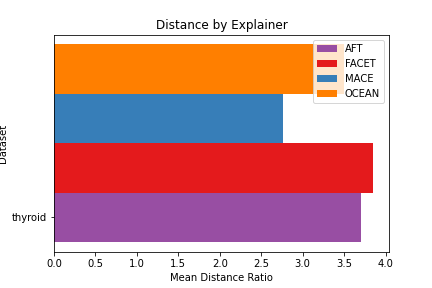 Distance by Explainer
AFT
FACET
MACE
OCEAN
Dataset
thyroid
0.0 0.5 1.0 1.5 2.0 2.5 3.0 3.5 4.0
Mean Distance Ratio